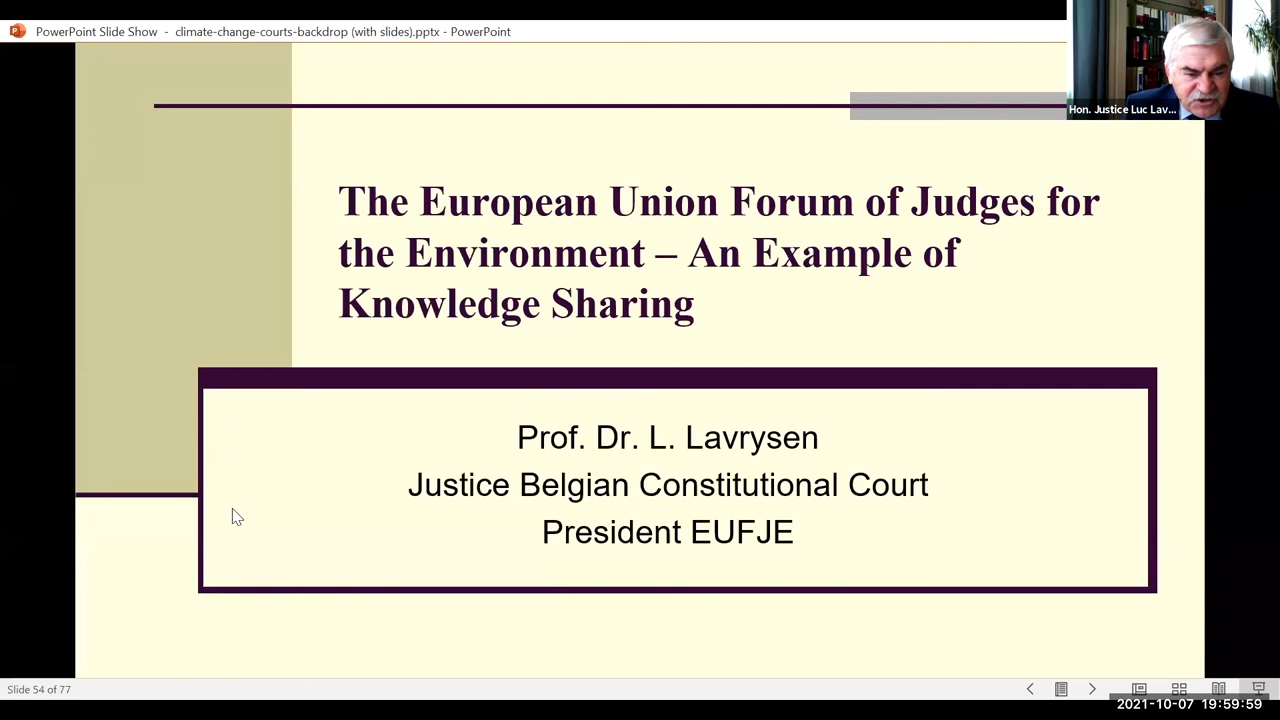 PowerPoint Slide Show - climate-change-courts-backdrop (with slides).pptx - PowerPoint
Hon. Justice Luc Lav...
The European Union Forum of Judges for
the Environment – An Example of
Knowledge Sharing
Prof. Dr. L. Lavrysen
Justice Belgian Constitutional Court
President EUFJE
Slide 54 of 77
2021-10-07 19:59:59